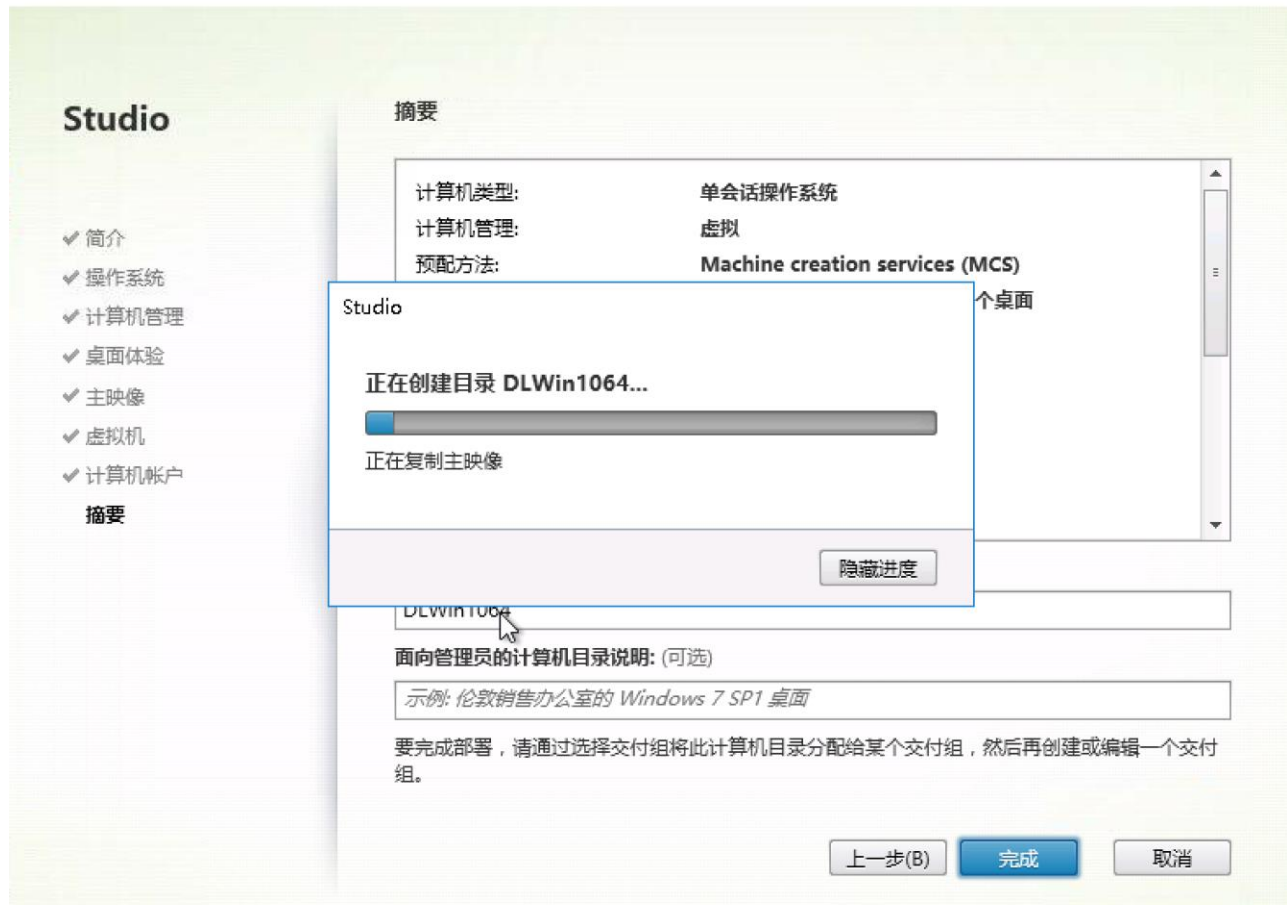 Studio
✔ 简介
✔ 操作系统
✔ 计算机管理
✔ 桌面体验
✔ 主映像
✔ 虚拟机
✔ 计算机帐户
摘要
摘要
计算机类型: 单会话操作系统
计算机管理: 虚拟
预配方法: Machine creation services (MCS)
个桌面
Studio
正在创建目录 DLWin1064...
正在复制主映像
隐藏进度
DLWin1064
面向管理员的计算机目录说明: (可选)
示例: 伦敦销售办公室的 Windows 7 SP1 桌面
要完成部署，请通过选择交付组将此计算机目录分配给某个交付组，然后再创建或编辑一个交付
组。
上一步(B) 完成 取消